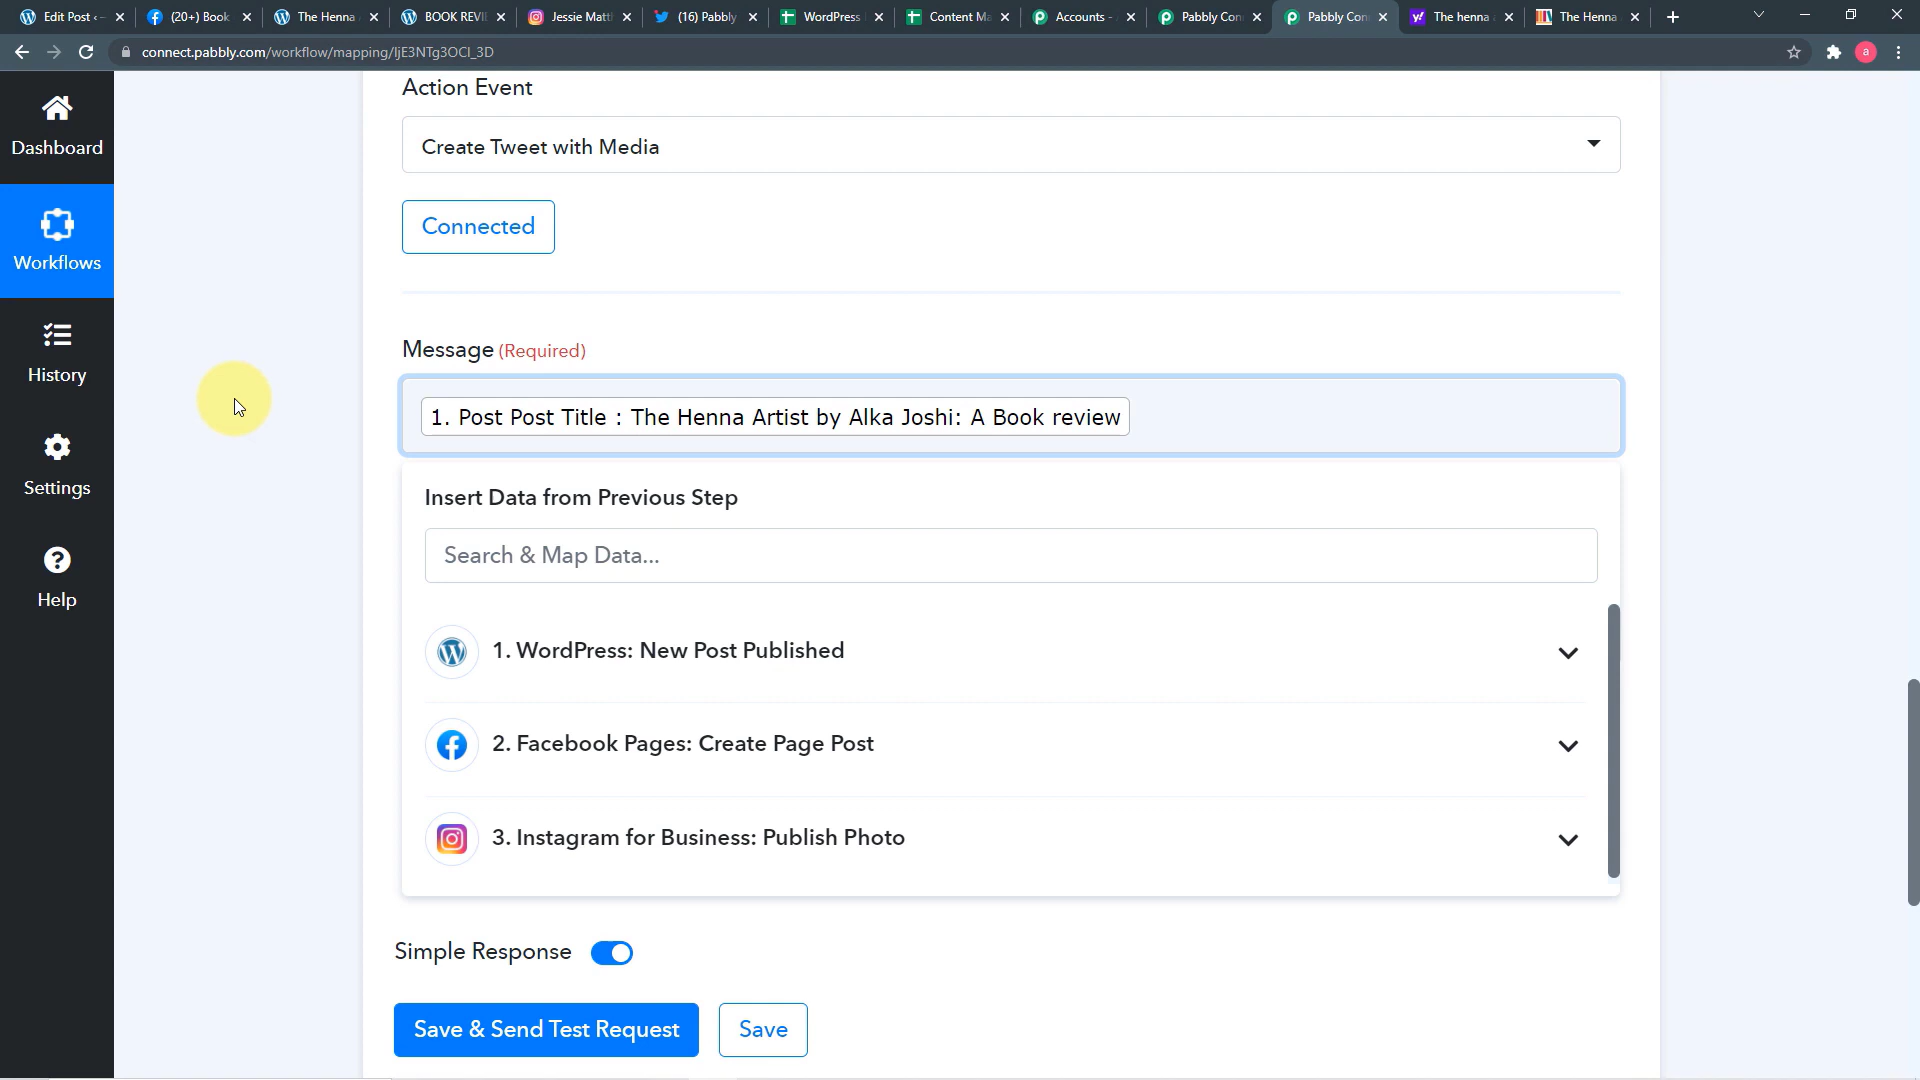 Edit Post ‹
(20+) Book
The Henna
BOOK REVI
Jessie Matt
(16) Pabbly
WordPress
Content Ma
Accounts -
Pabbly Con
Pabbly Con
The henna
The Henna
connect.pabbly.com/workflow/mapping/IjE3NTg3OCI_3D
a
Dashboard
Workflows
History
Settings
Help
Action Event
Create Tweet with Media
Connected
Message (Required)
1. Post Post Title : The Henna Artist by Alka Joshi: A Book review
Insert Data from Previous Step
Search & Map Data...
1. WordPress: New Post Published
2. Facebook Pages: Create Page Post
3. Instagram for Business: Publish Photo
Simple Response
Save & Send Test Request
Save